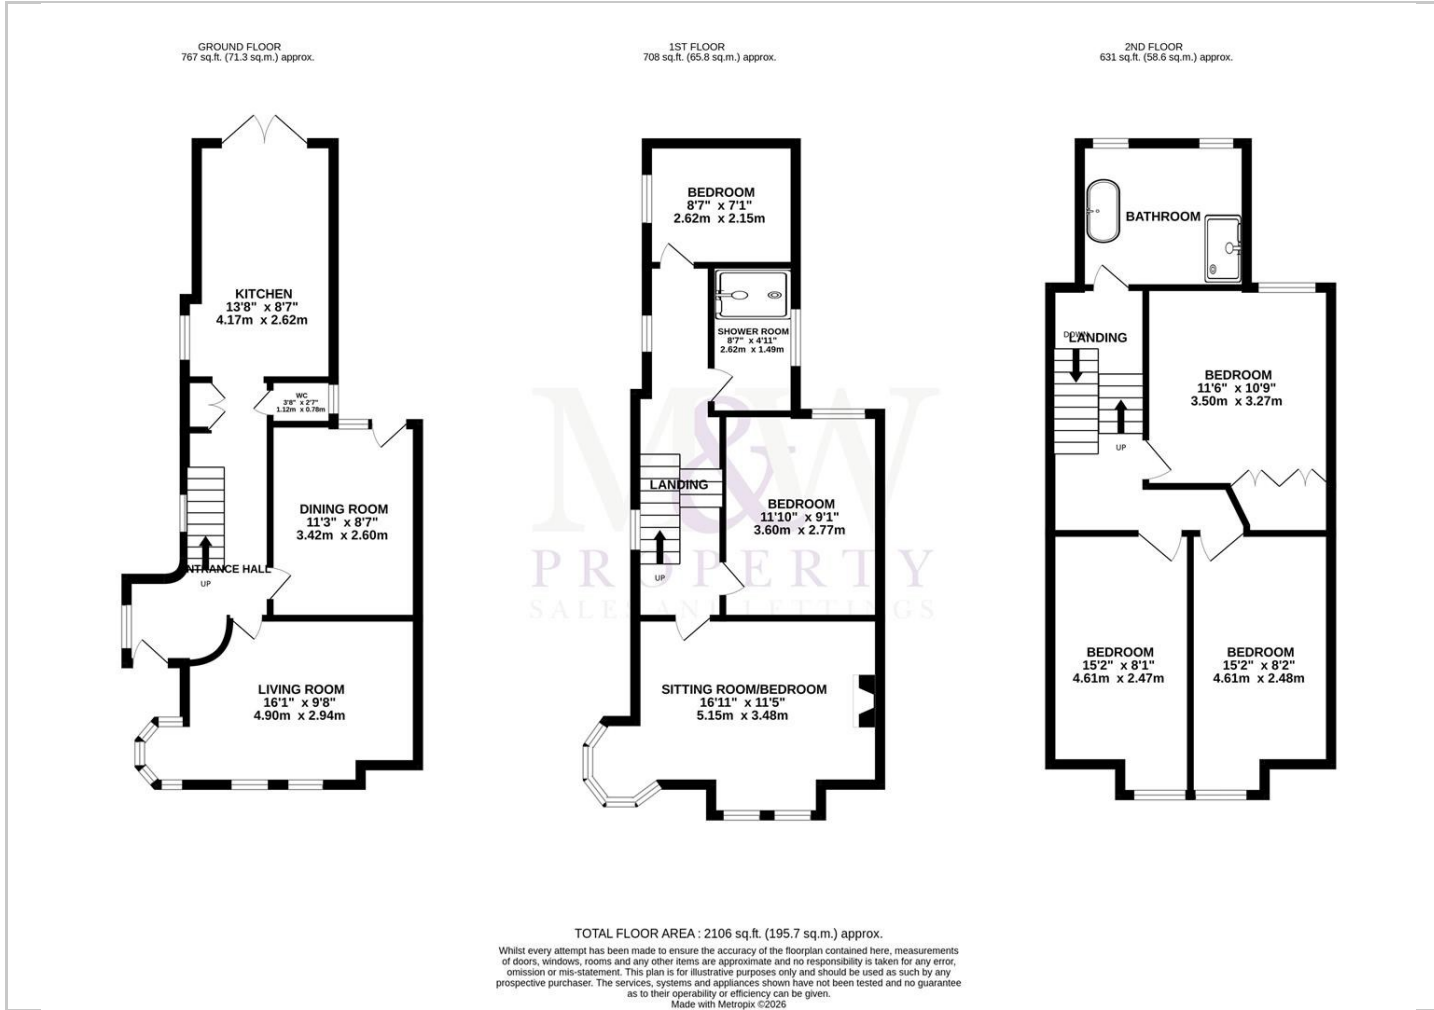 GROUND FLOOR
767 sq.ft. (71.3 sq.m.) approx.
KITCHEN
13'8" x 8'7"
4.17m x 2.62m
WC
3'8" x 2'7"
1.12m x 0.78m
DINING ROOM
11'3" x 8'7"
3.42m x 2.60m
ENTRANCE HALL
UP
LIVING ROOM
16'1" x 9'8"
4.90m x 2.94m
1ST FLOOR
708 sq.ft. (65.8 sq.m.) approx.
BEDROOM
8'7" x 7'1"
2.62m x 2.15m
SHOWER ROOM
8'7" x 4'11"
2.62m x 1.49m
LANDING
UP
BEDROOM
11'10" x 9'1"
3.60m x 2.77m
SITTING ROOM/BEDROOM
16'11" x 11'5"
5.15m x 3.48m
2ND FLOOR
631 sq.ft. (58.6 sq.m.) approx.
BATHROOM
DOWN
LANDING
UP
BEDROOM
11'6" x 10'9"
3.50m x 3.27m
BEDROOM
15'2" x 8'1"
4.61m x 2.47m
BEDROOM
15'2" x 8'2"
4.61m x 2.48m
M&W
PROPERTY
SALES AND LETTINGS
TOTAL FLOOR AREA : 2106 sq.ft. (195.7 sq.m.) approx.
Whilst every attempt has been made to ensure the accuracy of the floorplan contained here, measurements
of doors, windows, rooms and any other items are approximate and no responsibility is taken for any error,
omission or mis-statement. This plan is for illustrative purposes only and should be used as such by any
prospective purchaser. The services, systems and appliances shown have not been tested and no guarantee
as to their operability or efficiency can be given.
Made with Metropix ©2026